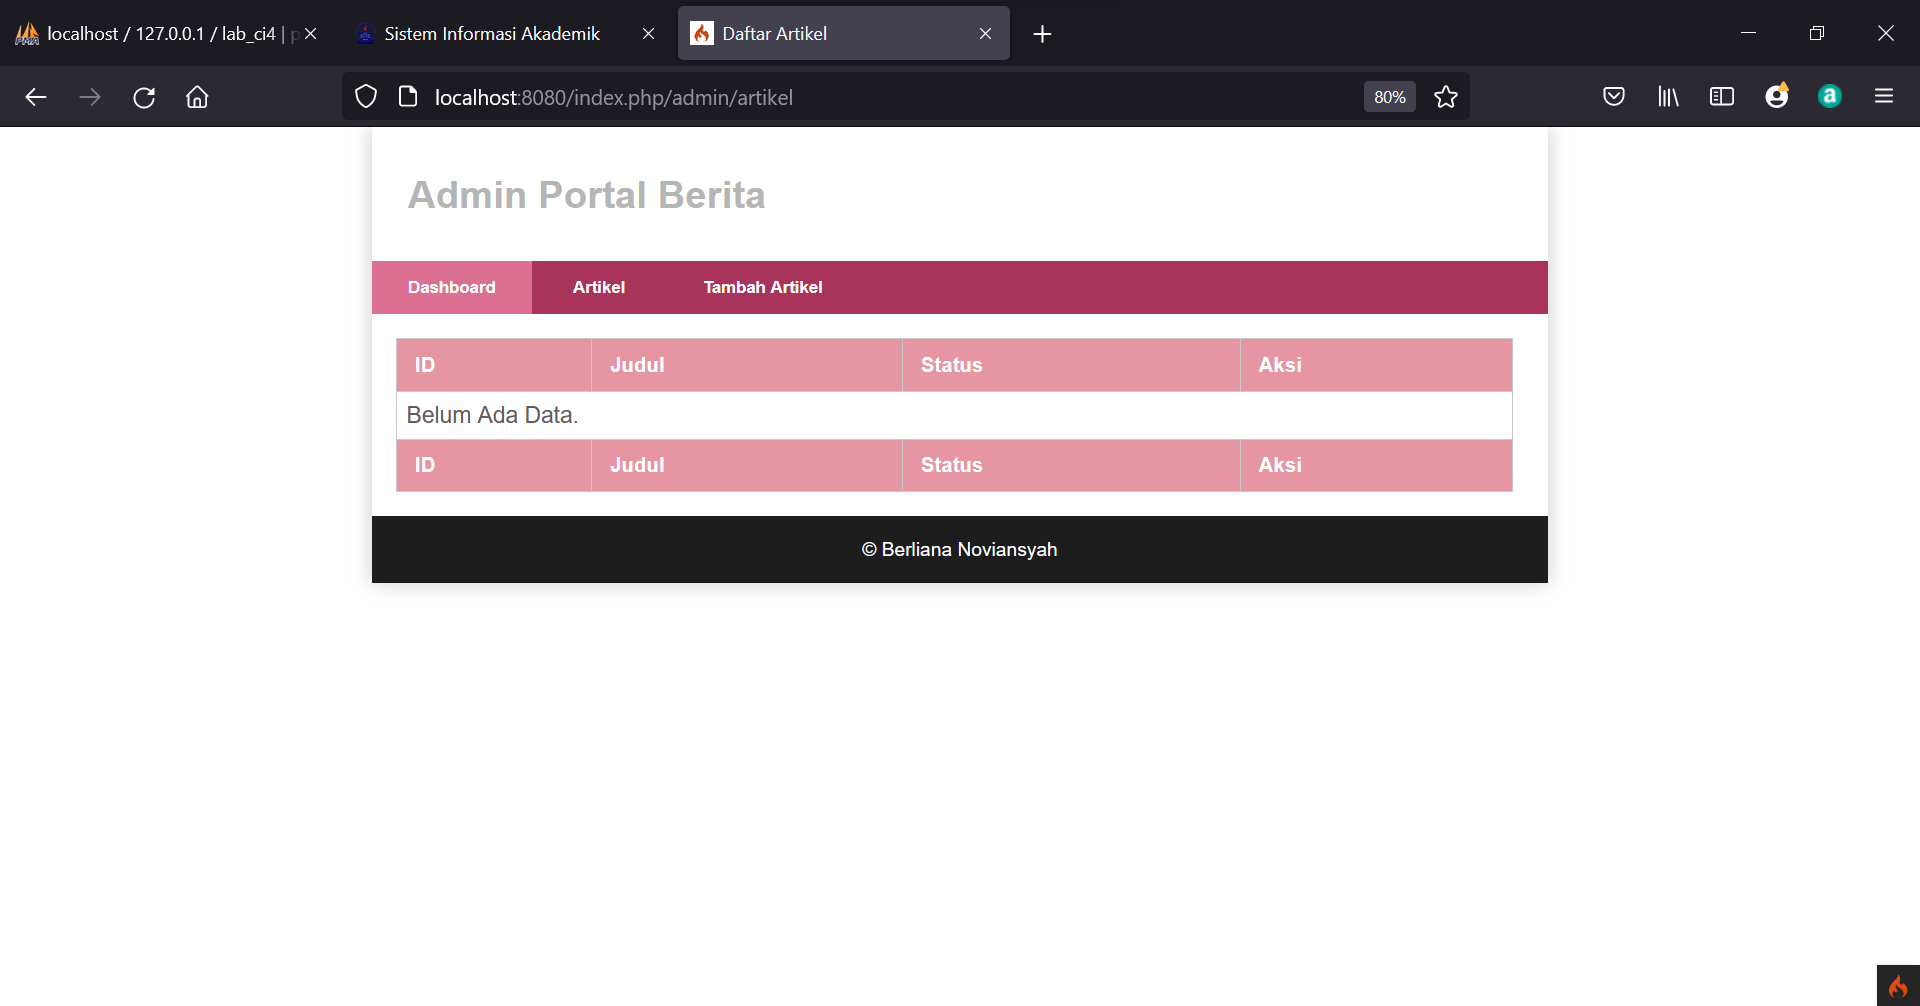 localhost / 127.0.0.1 / lab_ci4 | p
Sistem Informasi Akademik
Daftar Artikel
localhost:8080/index.php/admin/artikel
80%
a
Admin Portal Berita
Dashboard Artikel Tambah Artikel
ID Judul Status Aksi
Belum Ada Data.
ID Judul Status Aksi
© Berliana Noviansyah